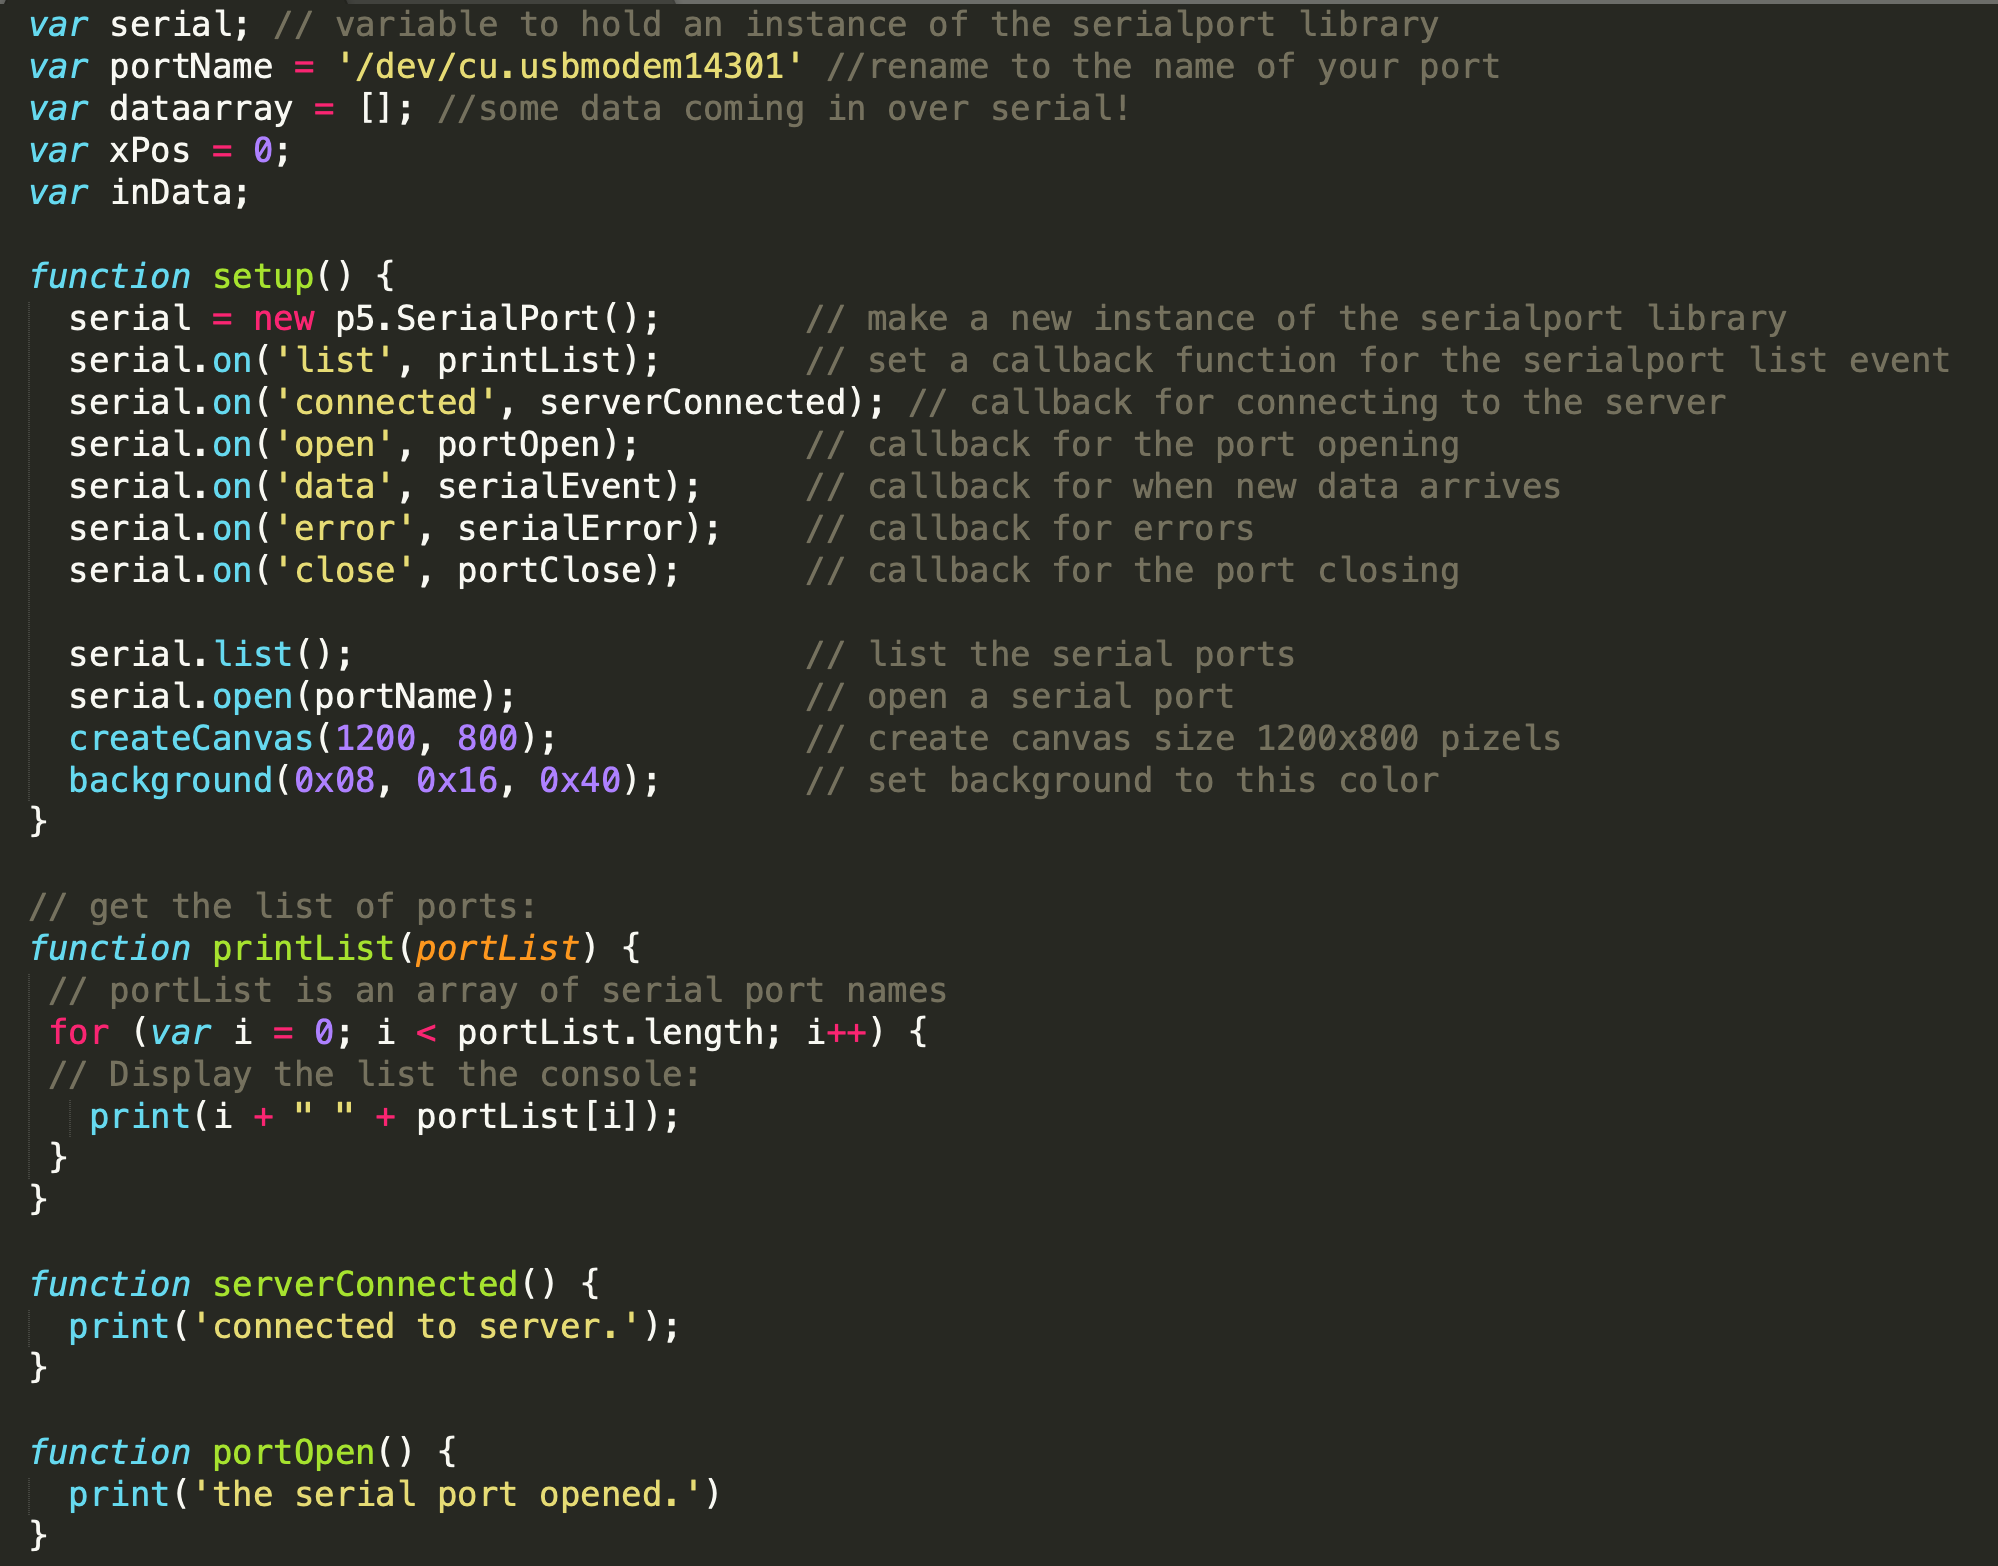 var serial; // variable to hold an instance of the serialport library
var portName = '/dev/cu.usbmodem14301' //rename to the name of your port
var dataarray = []; //some data coming in over serial!
var xPos = 0;
var inData;

function setup() {
  serial = new p5.SerialPort();       // make a new instance of the serialport library
  serial.on('list', printList);       // set a callback function for the serialport list event
  serial.on('connected', serverConnected); // callback for connecting to the server
  serial.on('open', portOpen);        // callback for the port opening
  serial.on('data', serialEvent);     // callback for when new data arrives
  serial.on('error', serialError);    // callback for errors
  serial.on('close', portClose);      // callback for the port closing

  serial.list();                      // list the serial ports
  serial.open(portName);              // open a serial port
  createCanvas(1200, 800);            // create canvas size 1200x800 pizels
  background(0x08, 0x16, 0x40);       // set background to this color
}

// get the list of ports:
function printList(portList) {
 // portList is an array of serial port names
 for (var i = 0; i < portList.length; i++) {
 // Display the list the console:
   print(i + " " + portList[i]);
 }
}

function serverConnected() {
  print('connected to server.');
}

function portOpen() {
  print('the serial port opened.')
}